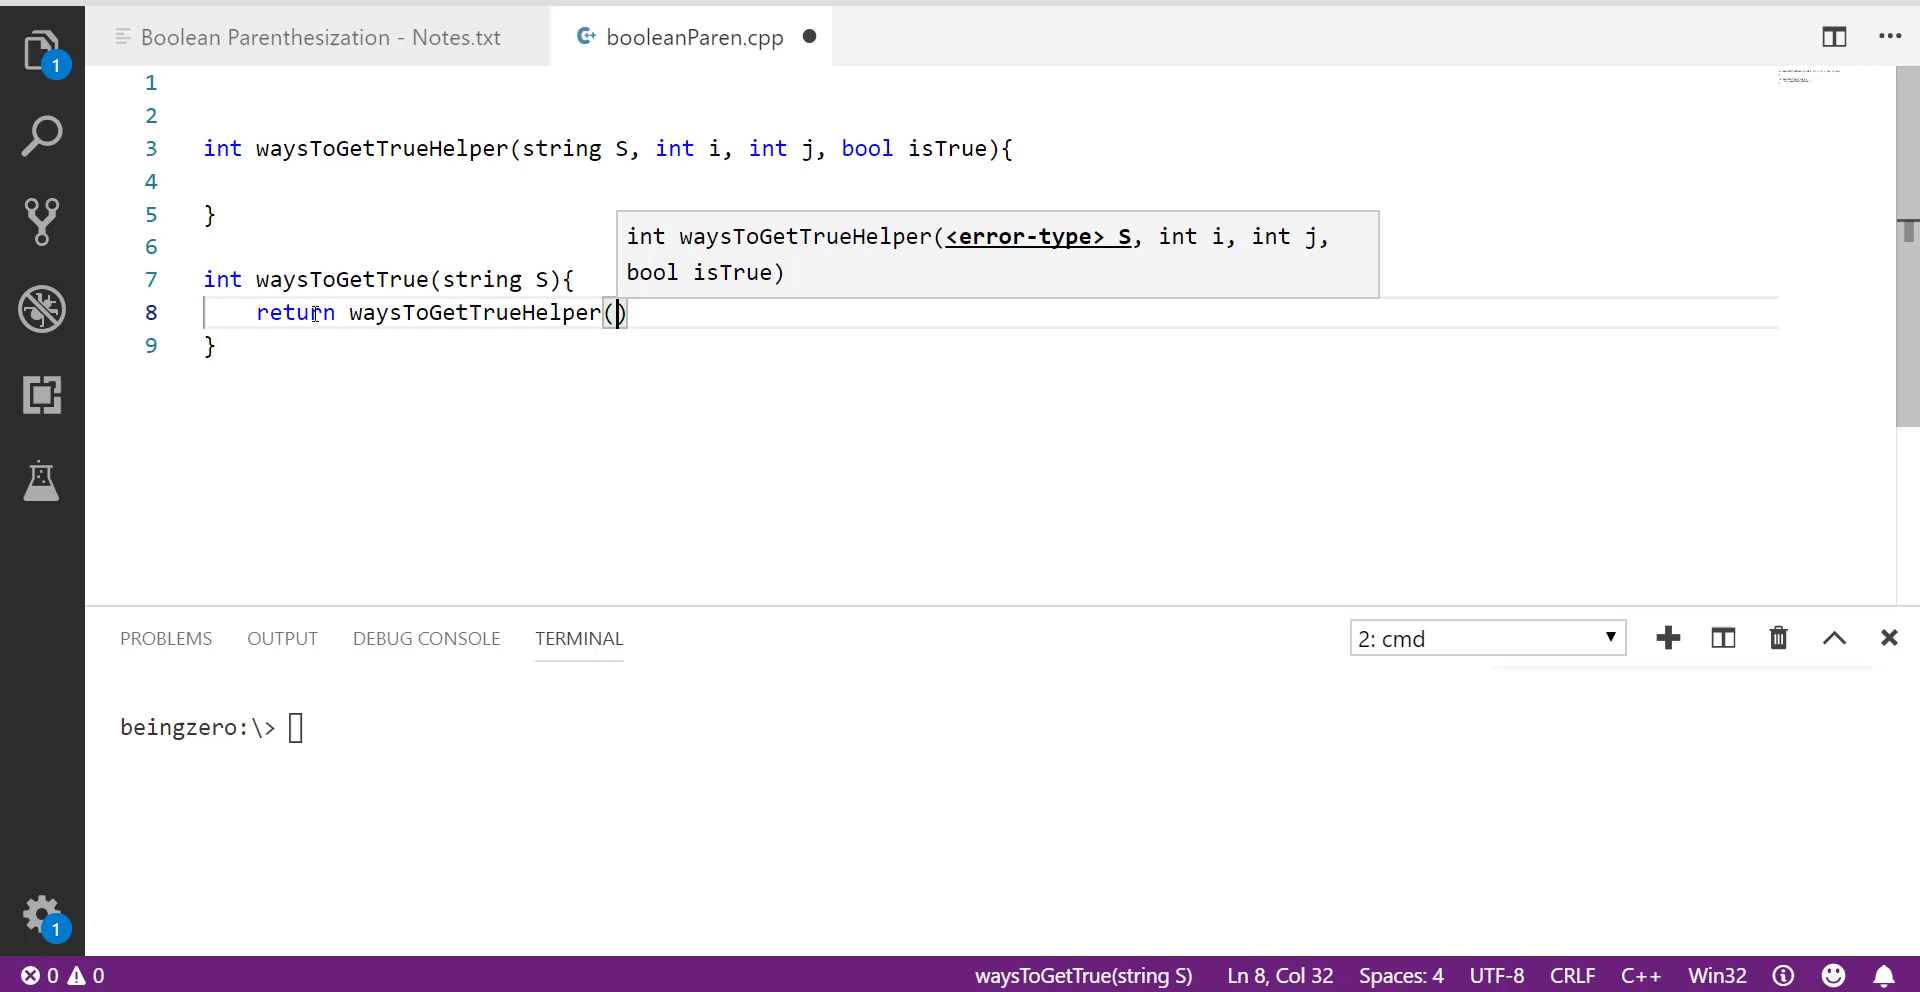 Boolean Parenthesization - Notes.txt
booleanParen.cpp
1
1
2
3 int waysToGetTrueHelper(string S, int i, int j, bool isTrue){
4
5 }
6
int waysToGetTrueHelper(<error-type> S, int i, int j,
bool isTrue)
7 int waysToGetTrue(string S){
8 return waysToGetTrueHelper()
9 }
PROBLEMS OUTPUT DEBUG CONSOLE TERMINAL 2: cmd
beingzero:\>
1
0 0 waysToGetTrue(string S) Ln 8, Col 32 Spaces: 4 UTF-8 CRLF C++ Win32